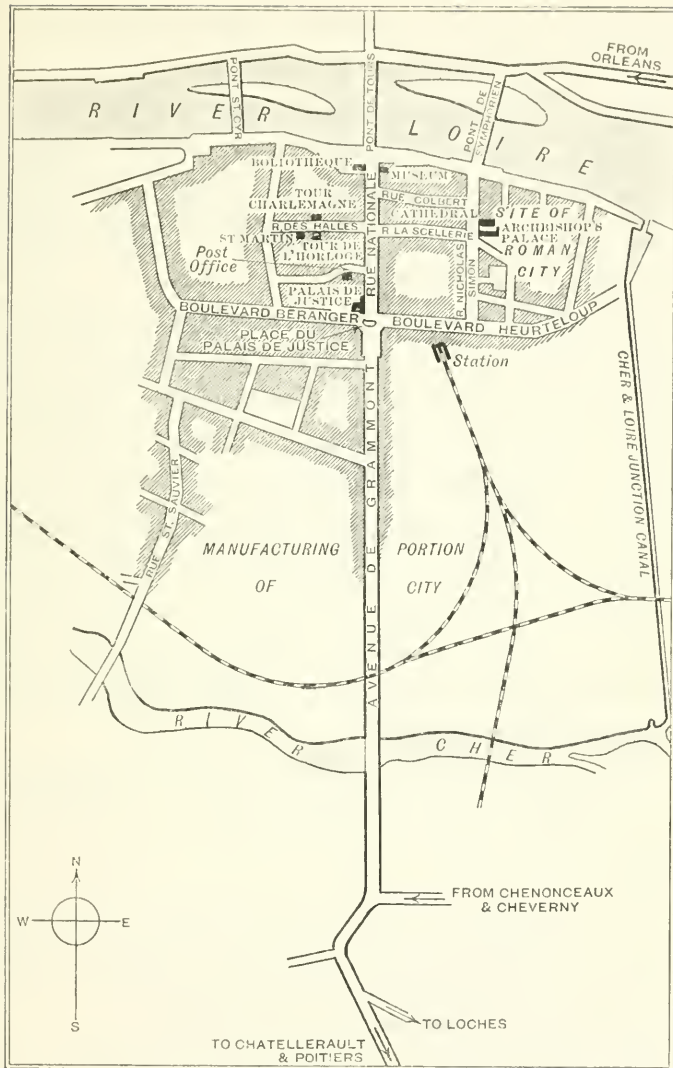 FROM
ORLEANS
RIVER LOIRE
PONT ST. CYR
PONT DE TOURS
PONT DE
SYMPHORIEN
BOLIOTHEQUE
MUSEUM
RUE COLBERT
TOUR
CHARLEMAGNE
CATHEDRAL
SITE OF
ARCHBISHOP'S
PALACE
ROMAN
CITY
R. DES HALLES
R. LA SCELLERIE
RUE NATIONALE
ST MARTIN
TOUR DE
L'HORLOGE
Post
Office
R. NICHOLAS
SIMON
PALAIS DE
JUSTICE
BOULEVARD BÉRANGER
BOULEVARD HEURTELOUP
PLACE DU
PALAIS DE JUSTICE
Station
CHER & LOIRE JUNCTION CANAL
RUE ST. SAUVIER
AVENUE DE GRAMMONT
MANUFACTURING PORTION
OF CITY
RIVER CHER
N
W E
S
FROM CHENONCEAUX
& CHEVERNY
TO LOCHES
TO CHATELLERAULT
& POITIERS